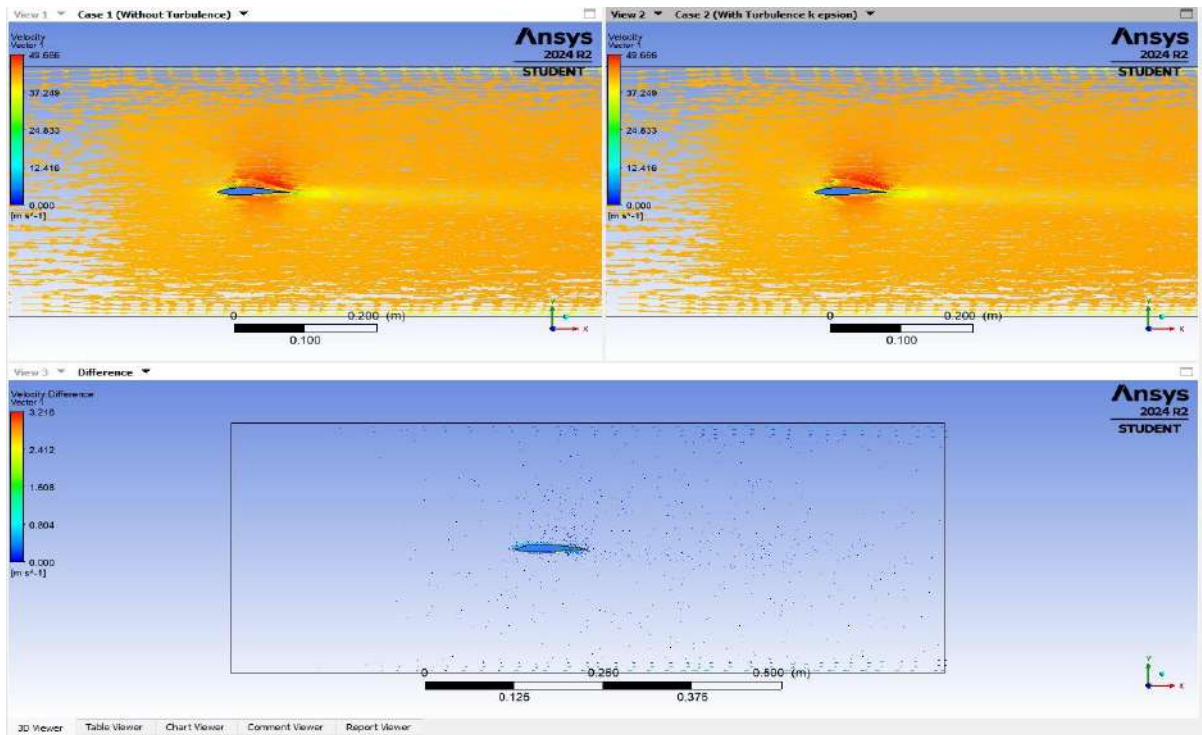 View 1 Case 1 (Without Turbulence)
Velocity
Vector 1
49.666
37.249
24.833
12.416
0.000
[m s^-1]
Ansys
2024 R2
STUDENT
0 0.200 (m)
0.100
Y
X
View 2 Case 2 (With Turbulence k epsion)
Velocity
Vector 1
49.666
37.249
24.833
12.416
0.000
[m s^-1]
Ansys
2024 R2
STUDENT
0 0.200 (m)
0.100
Y
X
View 3 Difference
Velocity Difference
Vector 1
3.216
2.412
1.608
0.804
0.000
[m s^-1]
Ansys
2024 R2
STUDENT
0 0.250 0.500 (m)
0.125 0.375
Y
X
3D Viewer Table Viewer Chart Viewer Comment Viewer Report Viewer